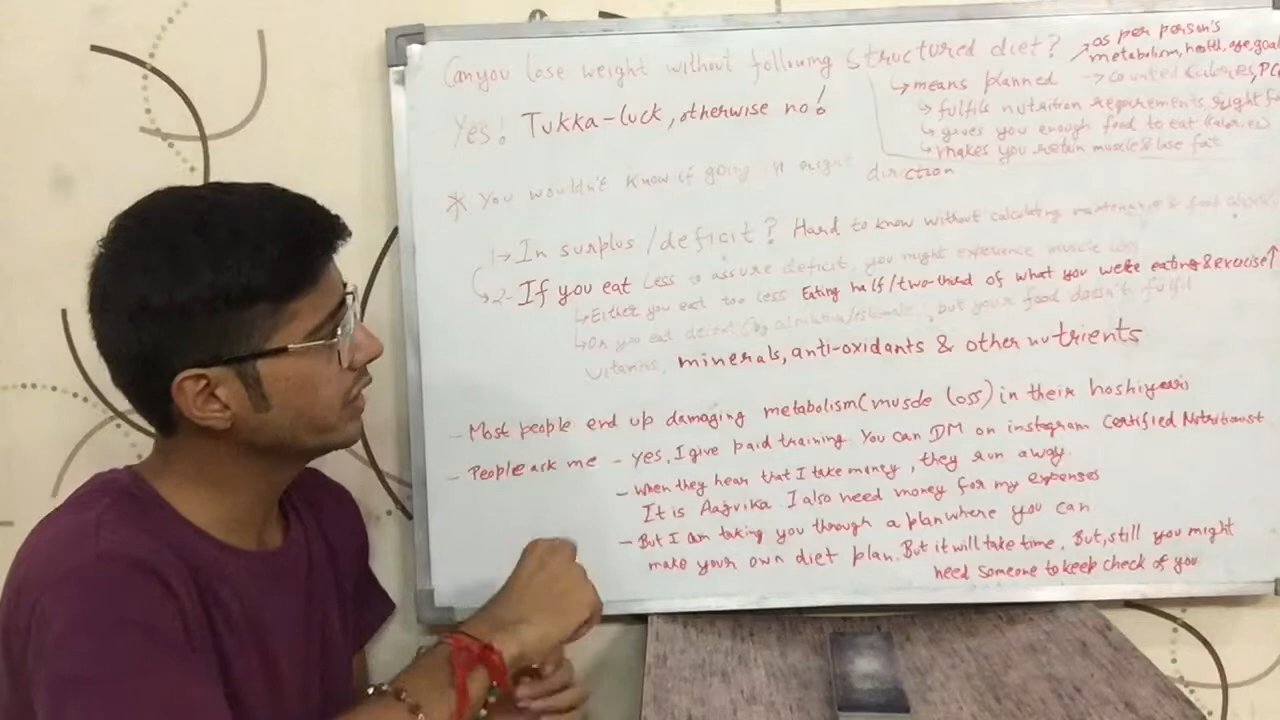 Can you lose weight without following structured diet?
as per person's
metabolism, health, age, goal
means planned → counted calories, PC
Yes! Tukka-luck, otherwise no!
fulfils nutrition requirements, right f
gives you enough food to eat (calories)
makes you retain muscle & lose fat
* You wouldn't know if going in right direction
1→ In surplus/deficit? Hard to know without calculating maintenance & food
2- If you eat less to assure deficit, you might experience muscle loss
Either you eat too less Eating half/two-third of what you were eating & exercise↑
Or you eat deficit (by calculation/estimate), but your food doesn't fulfil
vitamins, minerals, anti-oxidants & other nutrients
- Most people end up damaging metabolism (muscle loss) in their hoshiyaari
- People ask me - Yes, I give paid training You can DM on instagram Certified Nutritionist
- When they hear that I take money, they run away.
It is Aajivika I also need money for my expenses
- But I am taking you through a plan where you can
make your own diet plan. But it will take time. But, still you might
need someone to keep check of you